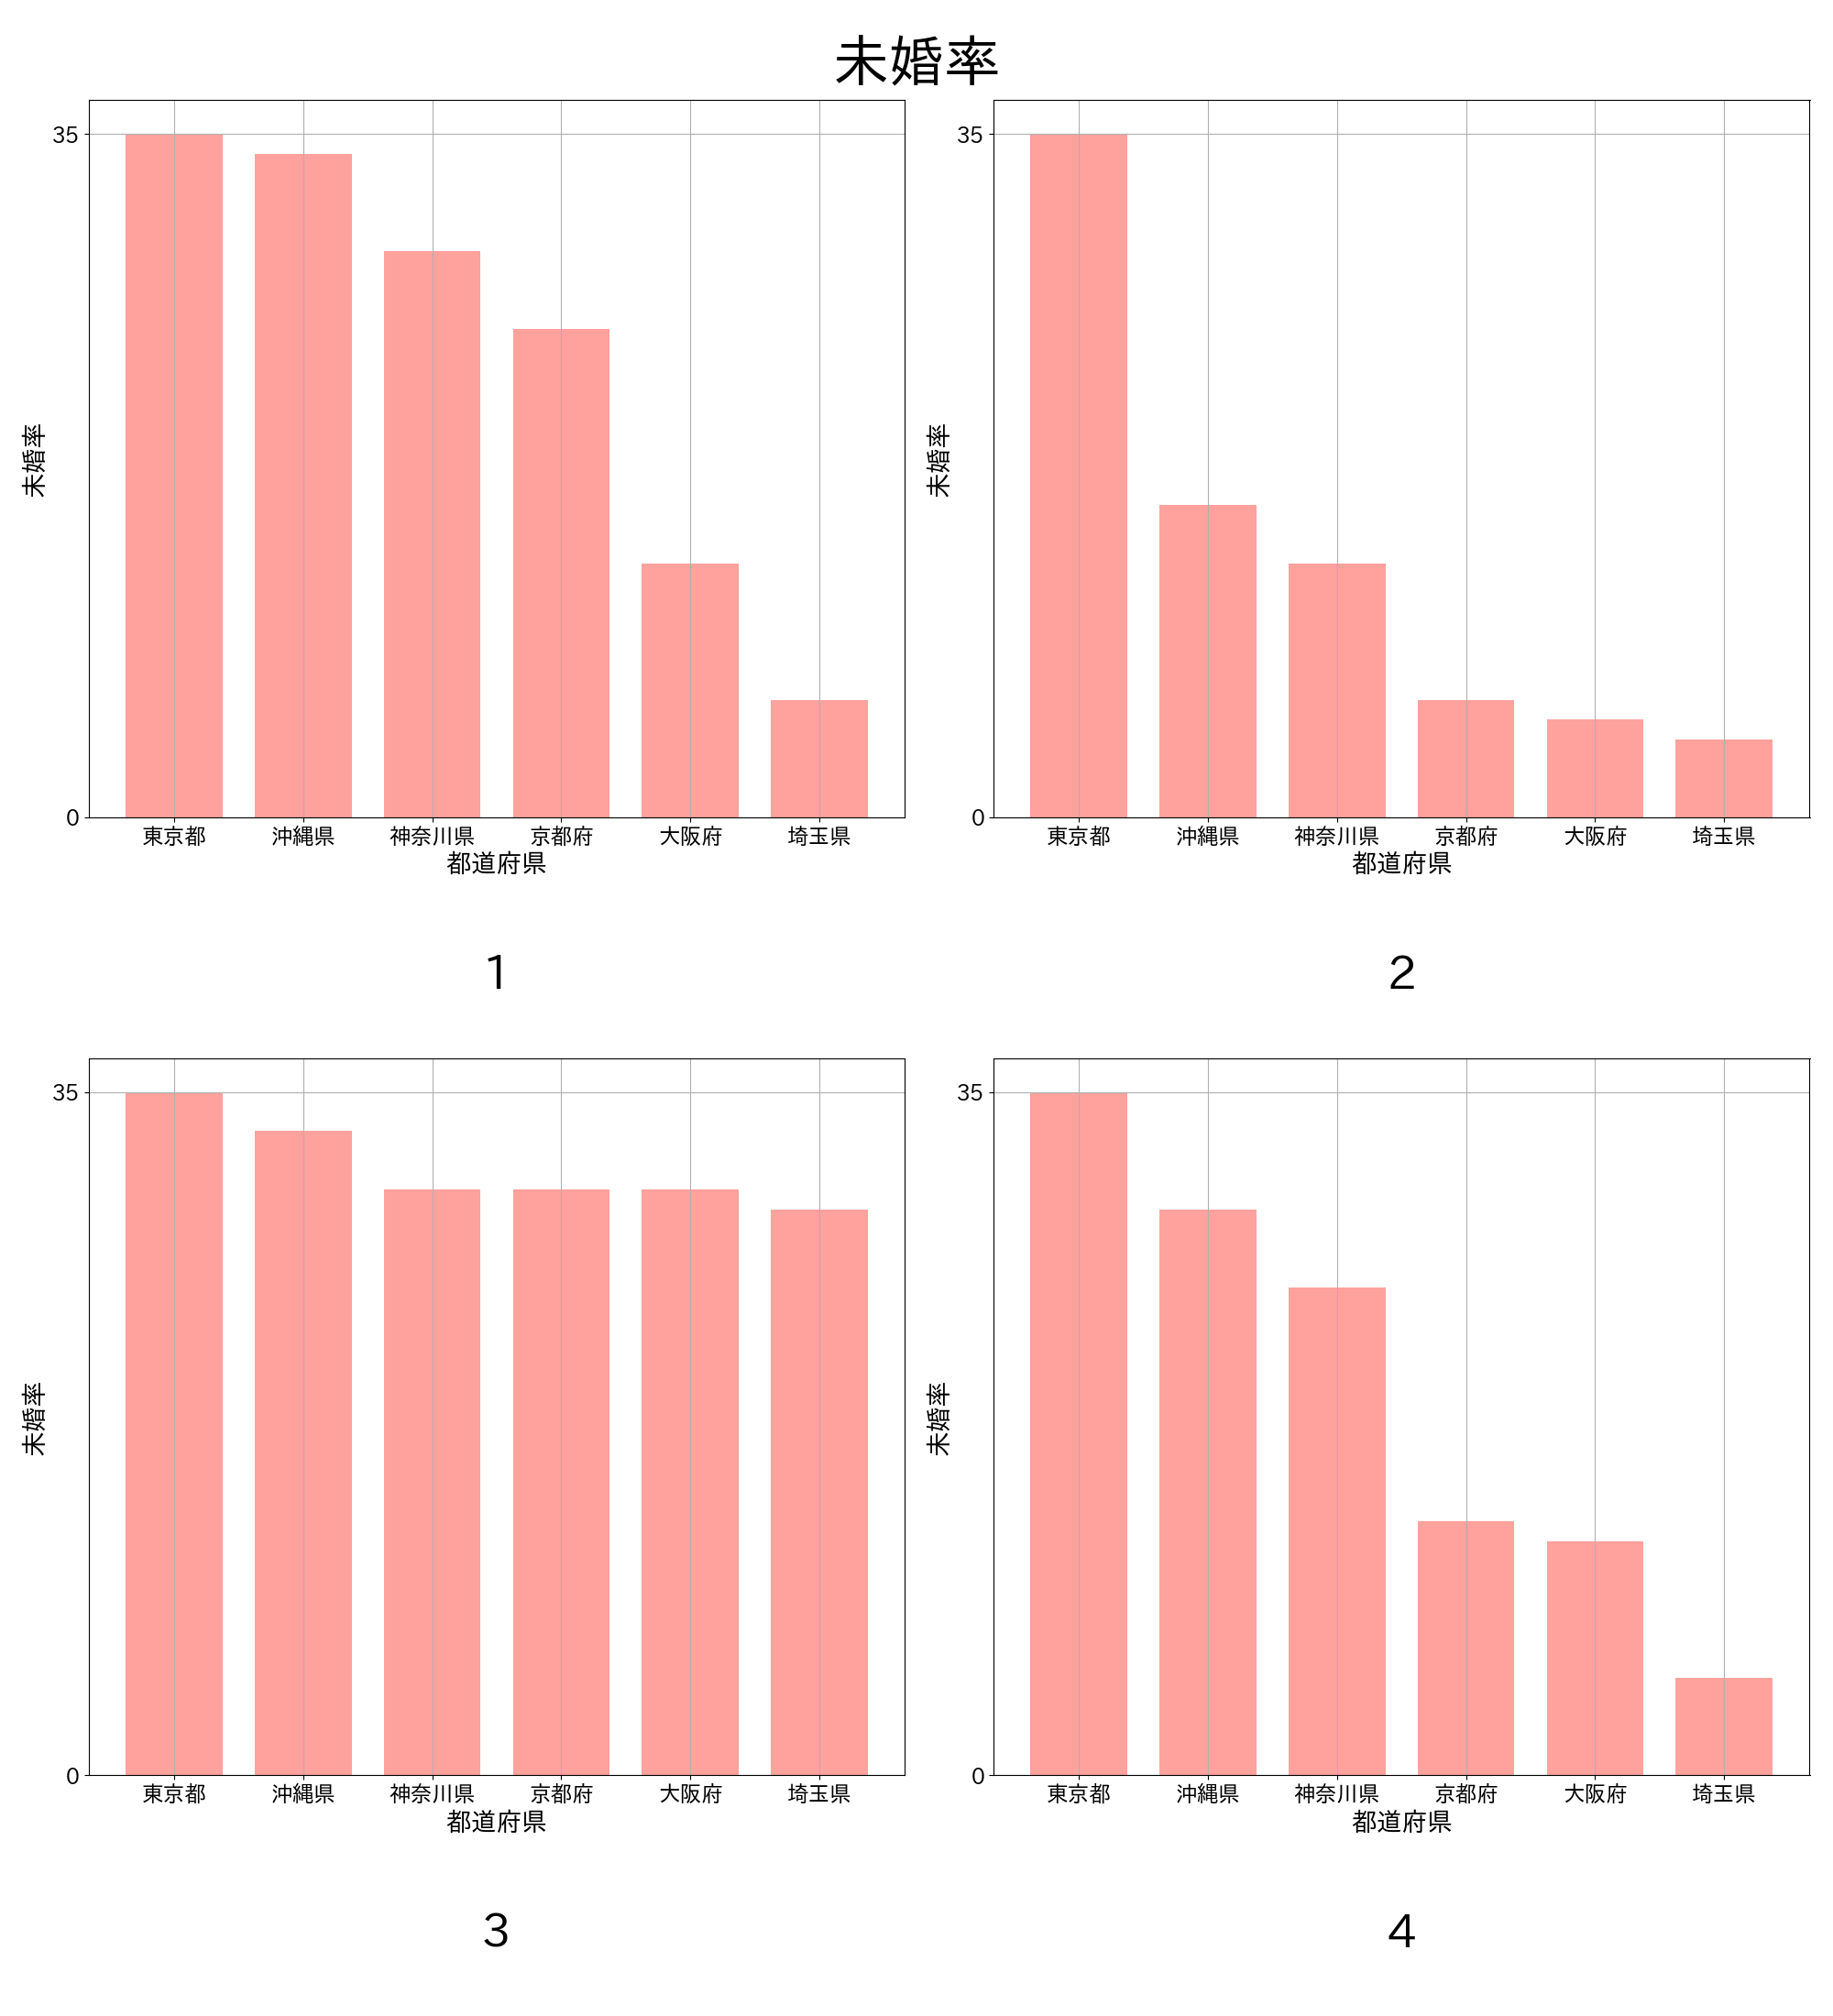 未婚率
35
0
未婚率
東京都 沖縄県 神奈川県 京都府 大阪府 埼玉県
都道府県
1
35
0
未婚率
東京都 沖縄県 神奈川県 京都府 大阪府 埼玉県
都道府県
2
35
0
未婚率
東京都 沖縄県 神奈川県 京都府 大阪府 埼玉県
都道府県
3
35
0
未婚率
東京都 沖縄県 神奈川県 京都府 大阪府 埼玉県
都道府県
4